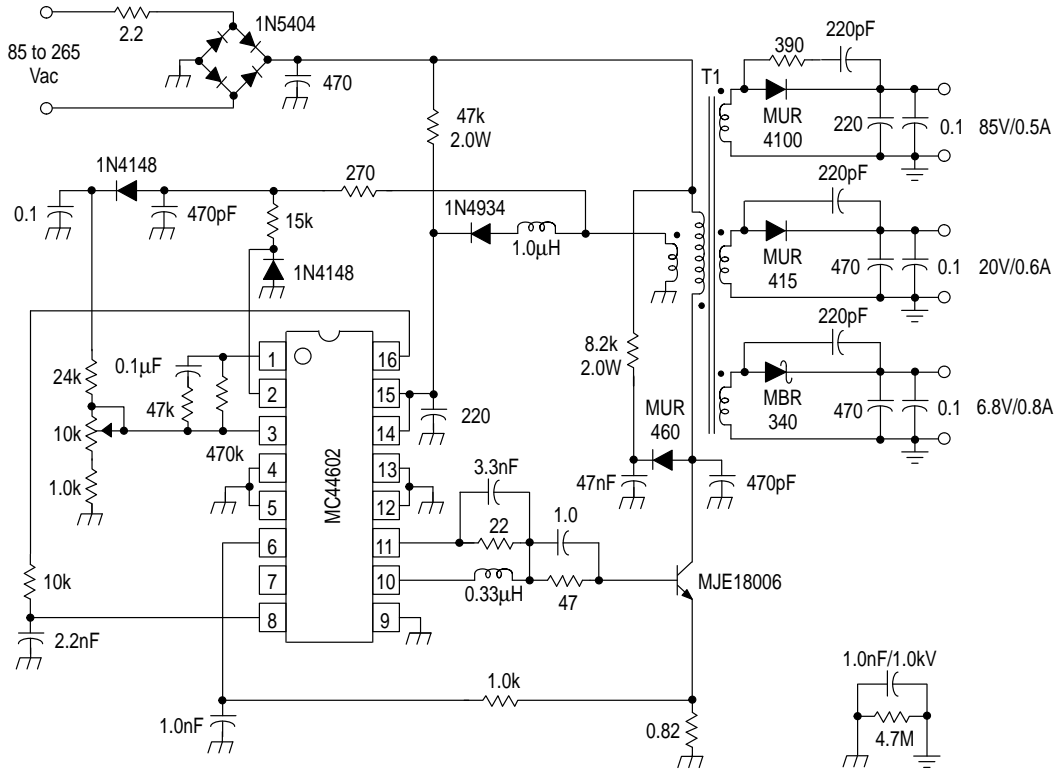 85 to 265
Vac
2.2
1N5404
470
47k
2.0W
390
220pF
T1
MUR
4100
220
0.1
85V/0.5A
1N4148
0.1
470pF
270
15k
1N4148
1N4934
1.0μH
220pF
MUR
415
470
0.1
20V/0.6A
220pF
MBR
340
470
0.1
6.8V/0.8A
8.2k
2.0W
MUR
460
47nF
470pF
24k
10k
1.0k
0.1μF
47k
470k
1
2
3
4
5
6
7
8
MC44602
16
15
14
13
12
11
10
9
220
3.3nF
22
1.0
0.33μH
47
MJE18006
10k
2.2nF
1.0nF
1.0k
0.82
1.0nF/1.0kV
4.7M